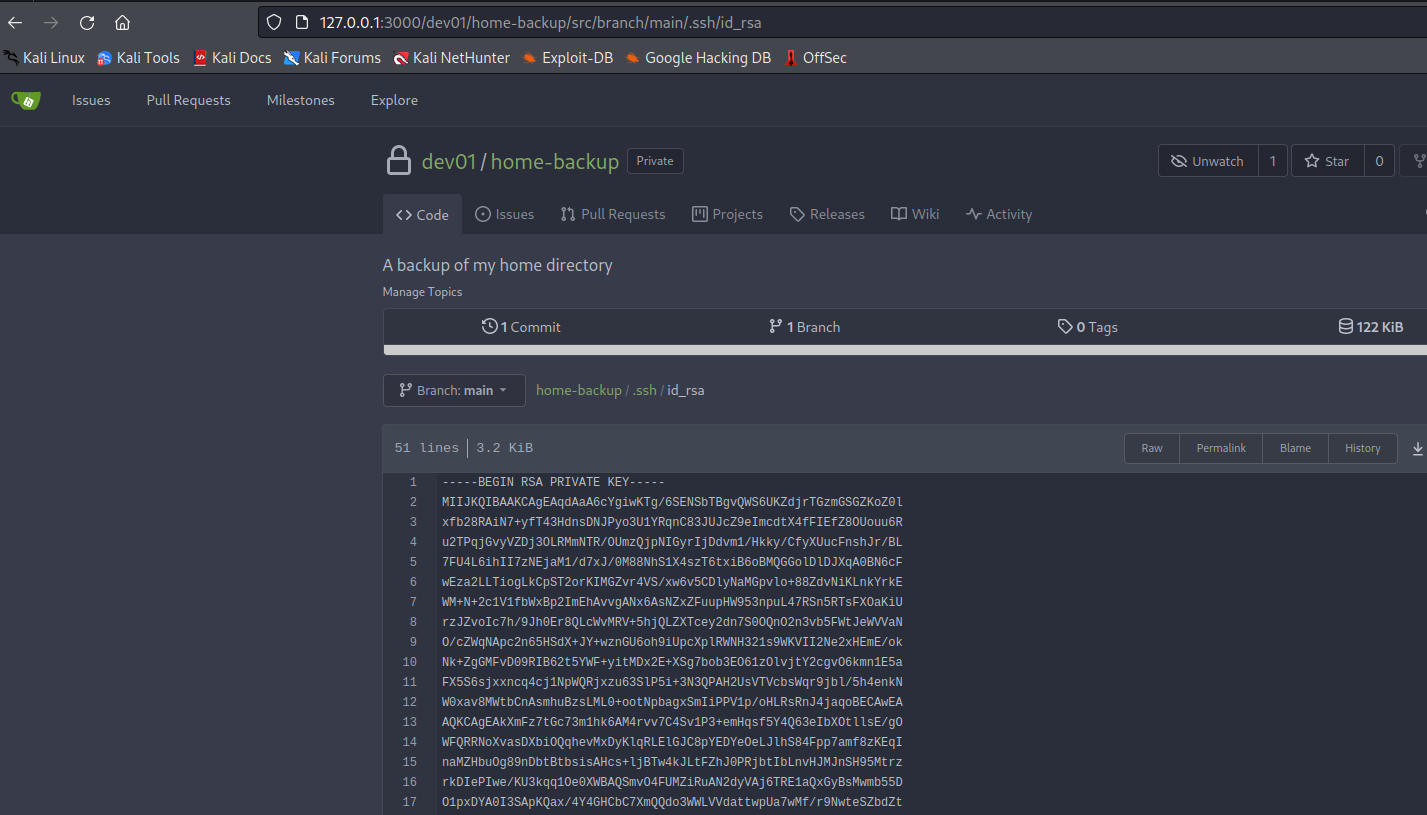 127.0.0.1:3000/dev01/home-backup/src/branch/main/.ssh/id_rsa
Kali Linux Kali Tools Kali Docs Kali Forums Kali NetHunter Exploit-DB Google Hacking DB OffSec
Issues Pull Requests Milestones Explore
dev01/home-backup Private Unwatch 1 Star 0
Code Issues Pull Requests Projects Releases Wiki Activity
A backup of my home directory
Manage Topics
1 Commit 1 Branch 0 Tags 122 KiB
Branch: main home-backup/.ssh/id_rsa
51 lines 3.2 KiB Raw Permalink Blame History
1 -----BEGIN RSA PRIVATE KEY-----
2 MIIJKQIBAAKCAgEAqdAaA6cYgiwKTg/6SENSbTBgvQWS6UKZdjrTGzmGSGZKoZ0l
3 xfb28RAiN7+yfT43HdnsDNJPyo3U1YRqnC83JUJcZ9eImcdtX4fFIEfZ8OUouu6R
4 u2TPqjGvyVZDj3OLRMmNTR/OUmzQjpNIGyrIjDdvm1/Hkky/CfyXUucFnshJr/BL
5 7FU4L6ihII7zNEjaM1/d7xJ/0M88NhS1X4szT6txiB6oBMQGGolDlDJXqA0BN6cF
6 wEza2LLTiogLkCpST2orKIMGZvr4VS/xw6v5CDlyNaMGpvlo+88ZdvNiKLnkYrkE
7 WM+N+2c1V1fbWxBp2ImEhAvvgANx6AsNZxZFuupHW953npuL47RSn5RTsFXOaKiU
8 rzJZvoIc7h/9Jh0Er8QLcWvMRV+5hjQLZXTcey2dn7S0OQnO2n3vb5FWtJeWVVaN
9 O/cZWqNApc2n65HSdX+JY+wznGU6oh9iUpcXplRWNH321s9WKVII2Ne2xHEmE/ok
10 Nk+ZgGMFvD09RIB62t5YWF+yitMDx2E+XSg7bob3EO61zOlvjtY2cgvO6kmn1E5a
11 FX5S6sjxxncq4cj1NpWQRjxzu63SlP5i+3N3QPAH2UsVTVcbsWqr9jbl/5h4enkN
12 W0xav8MWtbCnAsmhuBzsLML0+ootNpbagxSmIiPPV1p/oHLRsRnJ4jaqoBECAwEA
13 AQKCAgEAkXmFz7tGc73m1hk6AM4rvv7C4Sv1P3+emHqsf5Y4Q63eIbXOtllsE/gO
14 WFQRRNoXvasDXbiOQqhevMxDyKlqRLElGJC8pYEDYeOeLJlhS84Fpp7amf8zKEqI
15 naMZHbuOg89nDbtBtbsisAHcs+ljBTw4kJLtFZhJ0PRjbtIbLnvHJMJnSH95Mtrz
16 rkDIePIwe/KU3kqq1Oe0XWBAQSmvO4FUMZiRuAN2dyVAj6TRE1aQxGyBsMwmb55D
17 O1pxDYA0I3SApKQax/4Y4GHCbC7XmQQdo3WWLVVdattwpUa7wMf/r9NwteSZbdZt